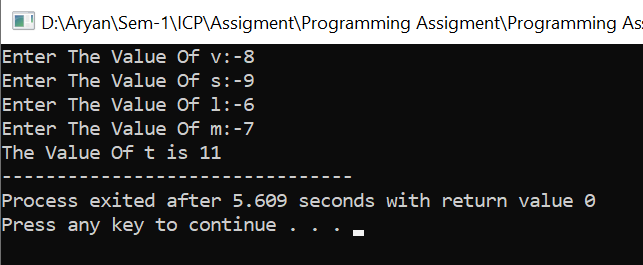 D:\Aryan\Sem-1\ICP\Assigment\Programming Assigment\Programming Ass
Enter The Value Of v:-8
Enter The Value Of s:-9
Enter The Value Of l:-6
Enter The Value Of m:-7
The Value Of t is 11
--------------------------------
Process exited after 5.609 seconds with return value 0
Press any key to continue . . .